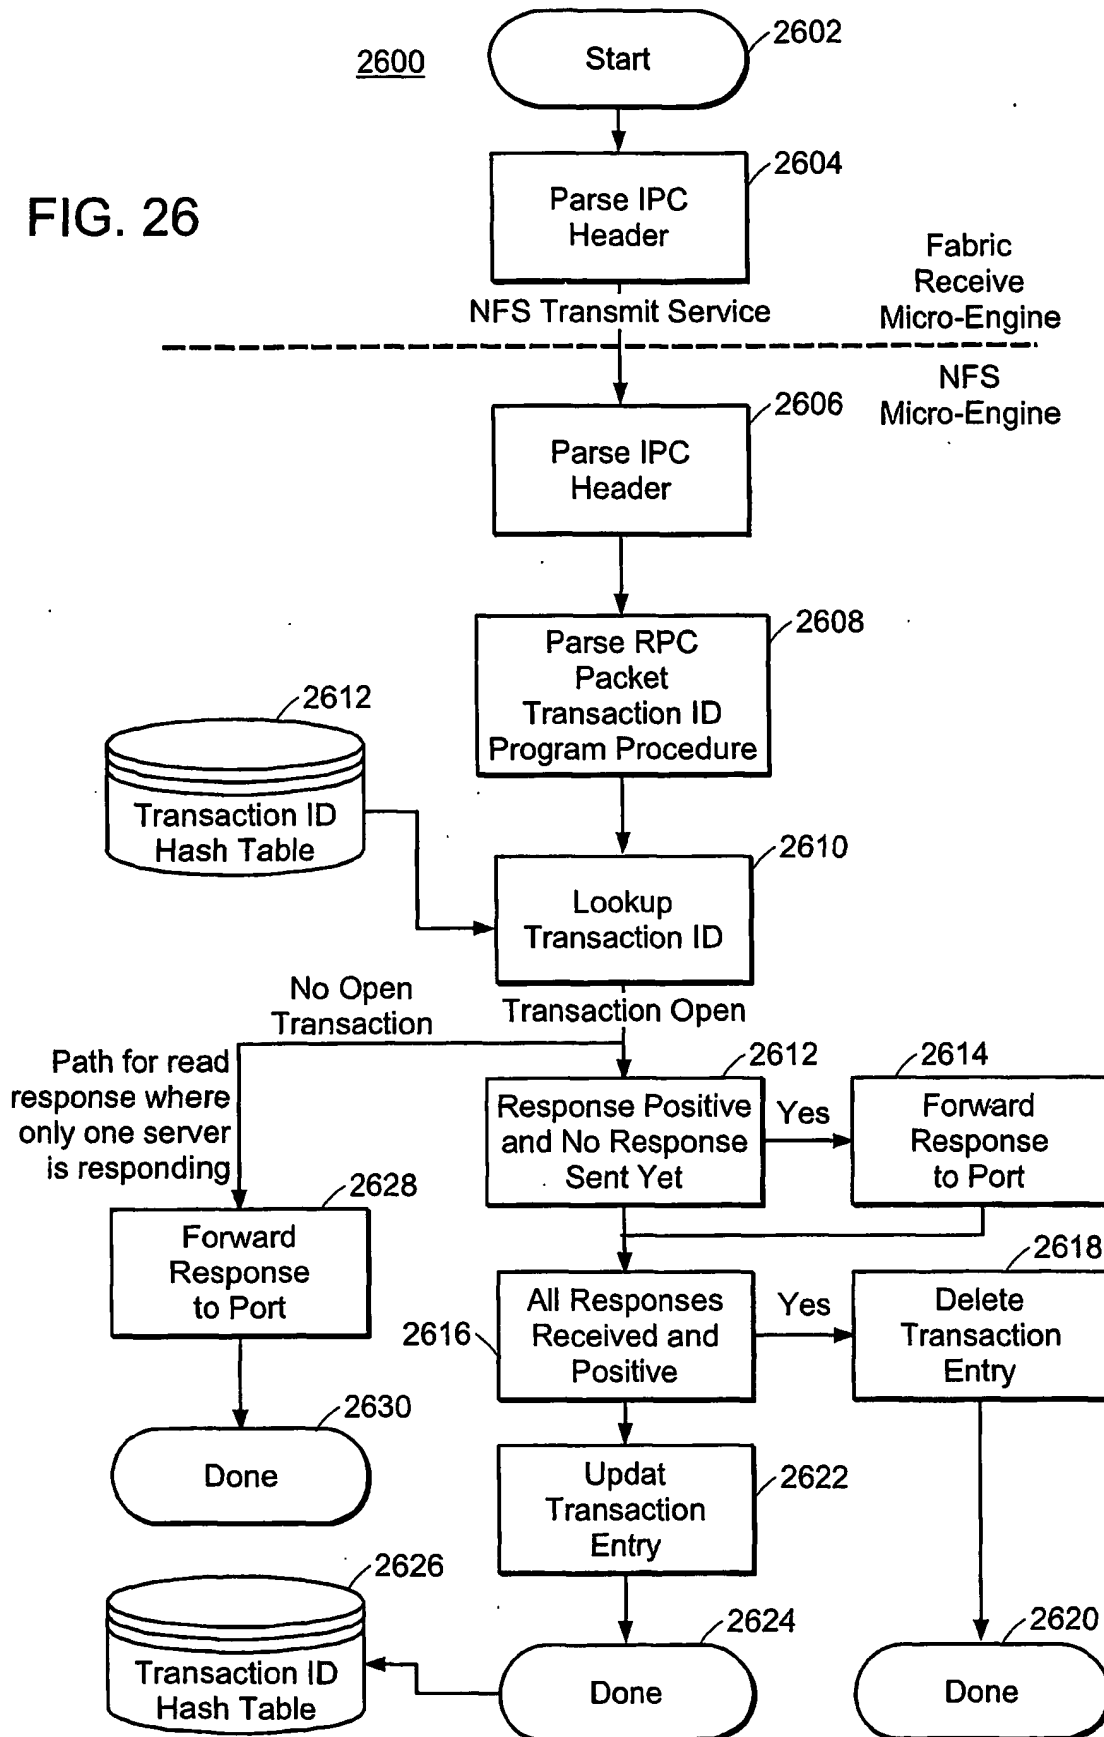 2600
2602
Start
FIG. 26
2604
Parse IPC
Header
Fabric
Receive
Micro-Engine
NFS Transmit Service
NFS
Micro-Engine
2606
Parse IPC
Header
2608
Parse RPC
Packet
Transaction ID
Program Procedure
2612
Transaction ID
Hash Table
2610
Lookup
Transaction ID
No Open
Transaction
Transaction Open
Path for read
response where
only one server
is responding
2612
Response Positive
and No Response
Sent Yet
Yes
2614
Forward
Response
to Port
2628
Forward
Response
to Port
2616
All Responses
Received and
Positive
Yes
2618
Delete
Transaction
Entry
2630
Done
Updat
Transaction
Entry
2622
2626
Transaction ID
Hash Table
2624
Done
2620
Done